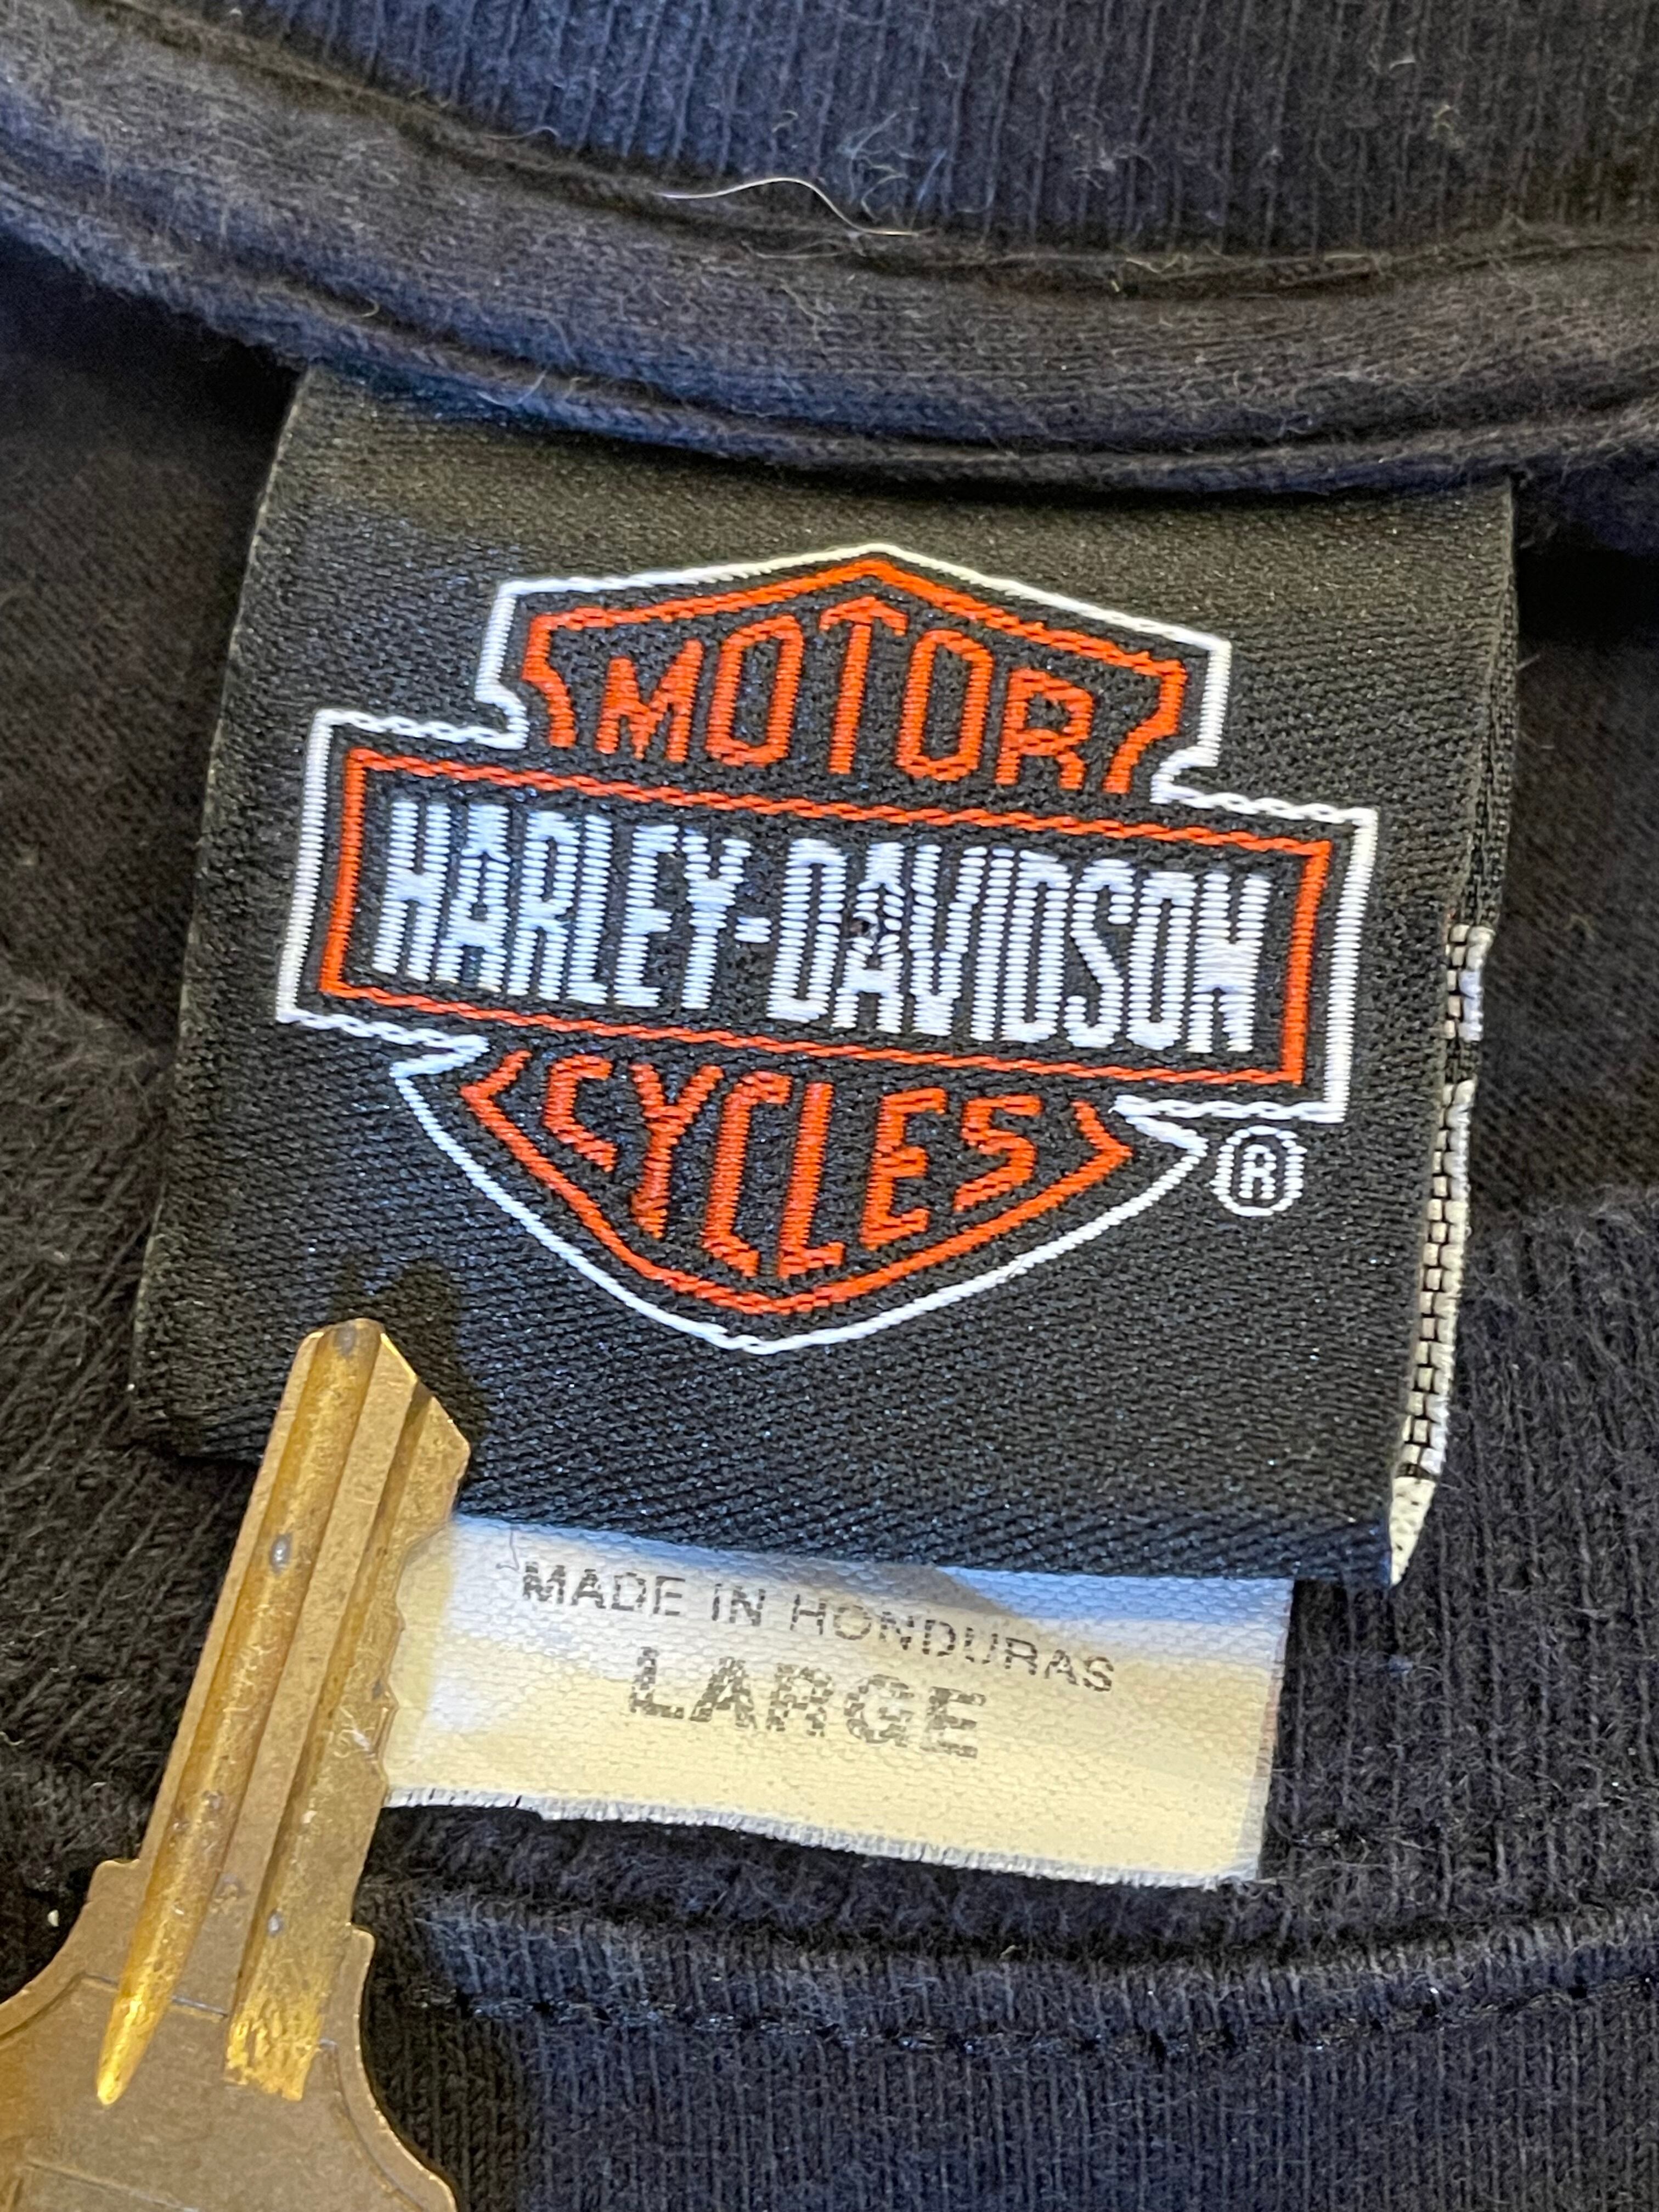 MOTOR
HARLEY-DAVIDSON
CYCLES
®
MADE IN HONDURAS
LARGE